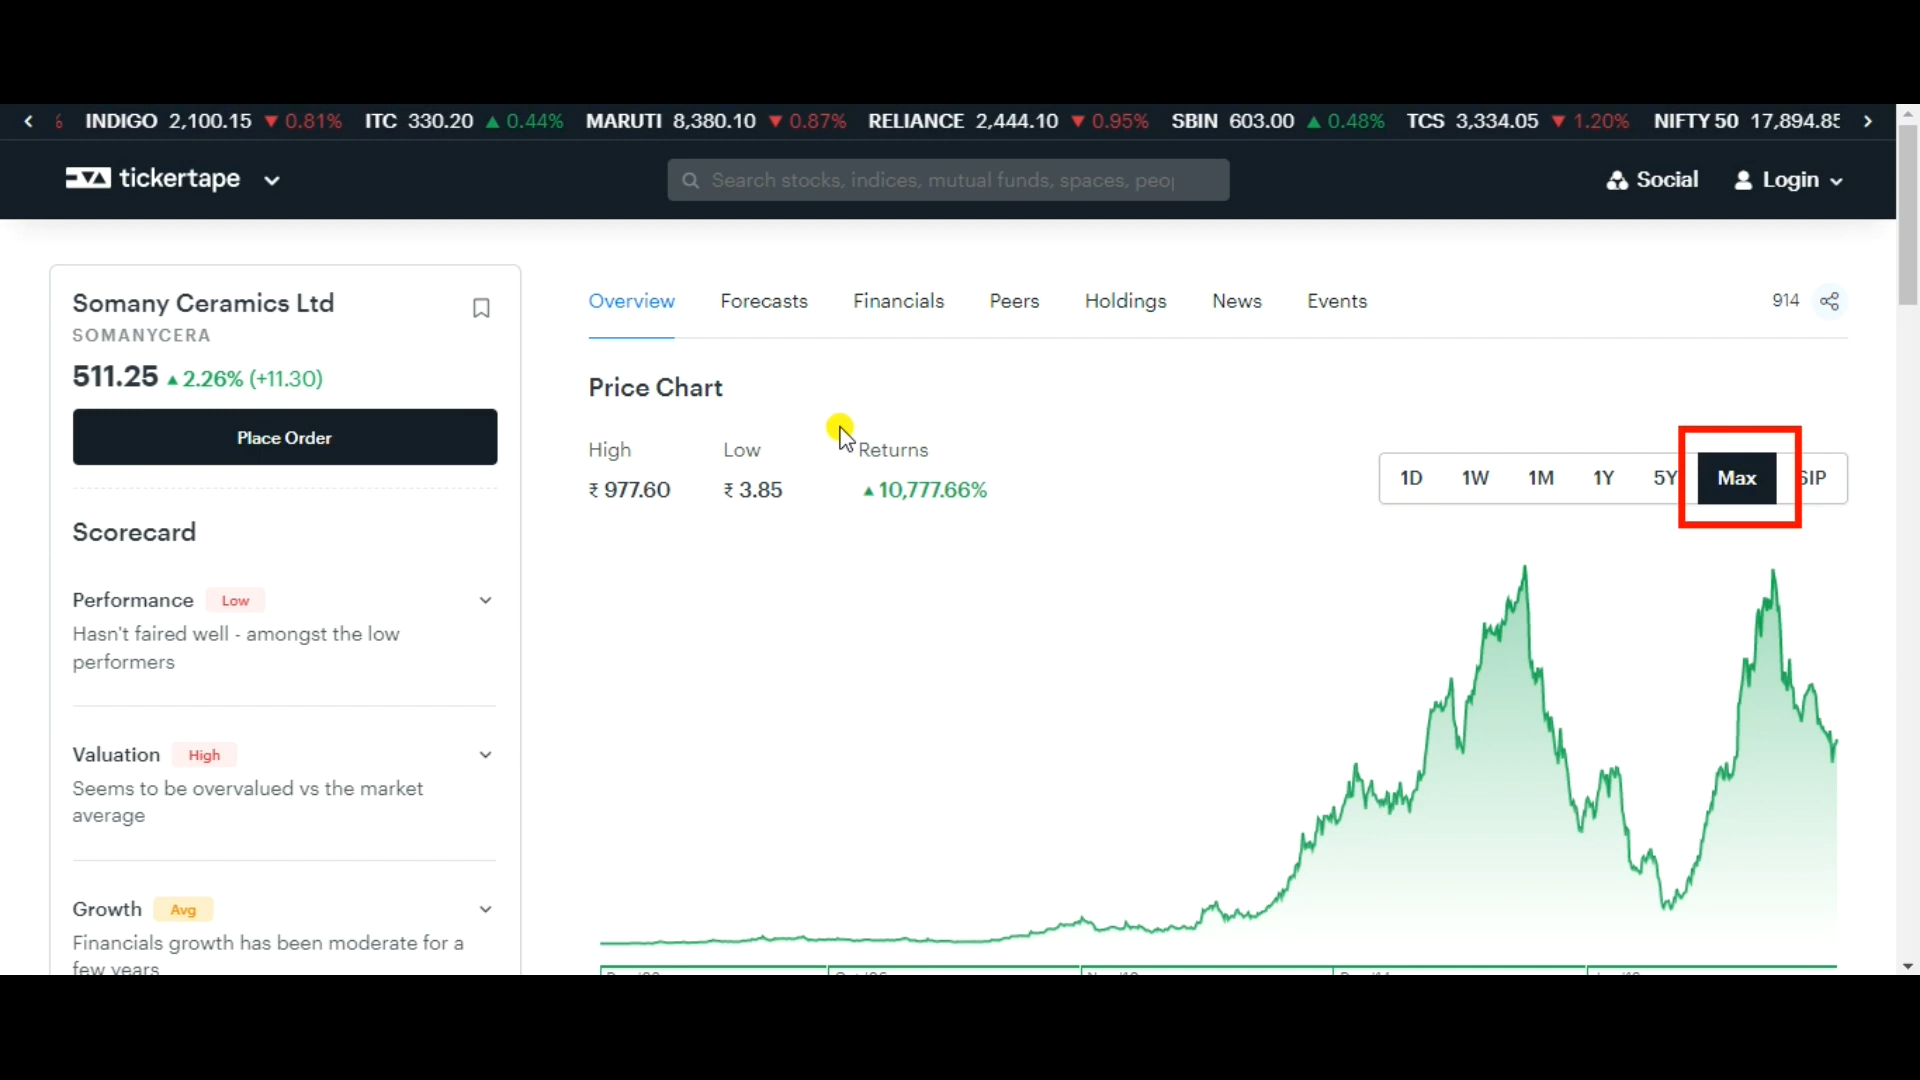 INDIGO 2,100.15 ▼ 0.81% ITC 330.20 ▲ 0.44% MARUTI 8,380.10 ▼ 0.87% RELIANCE 2,444.10 ▼ 0.95% SBIN 603.00 ▲ 0.48% TCS 3,334.05 ▼ 1.20% NIFTY 50 17,894.85
tickertape
Search stocks, indices, mutual funds, spaces,
Social
Login
Somany Ceramics Ltd
SOMANYCERA
511.25 ▲ 2.26% (+11.30)
Place Order
Scorecard
Performance Low
Hasn't faired well - amongst the low
performers
Valuation High
Seems to be overvalued vs the market
average
Growth Avg
Financials growth has been moderate for a
few years
Overview Forecasts Financials Peers Holdings News Events
914
Price Chart
High Low Returns
₹ 977.60 ₹ 3.85 ▲ 10,777.66%
1D 1W 1M 1Y 5Y Max SIP